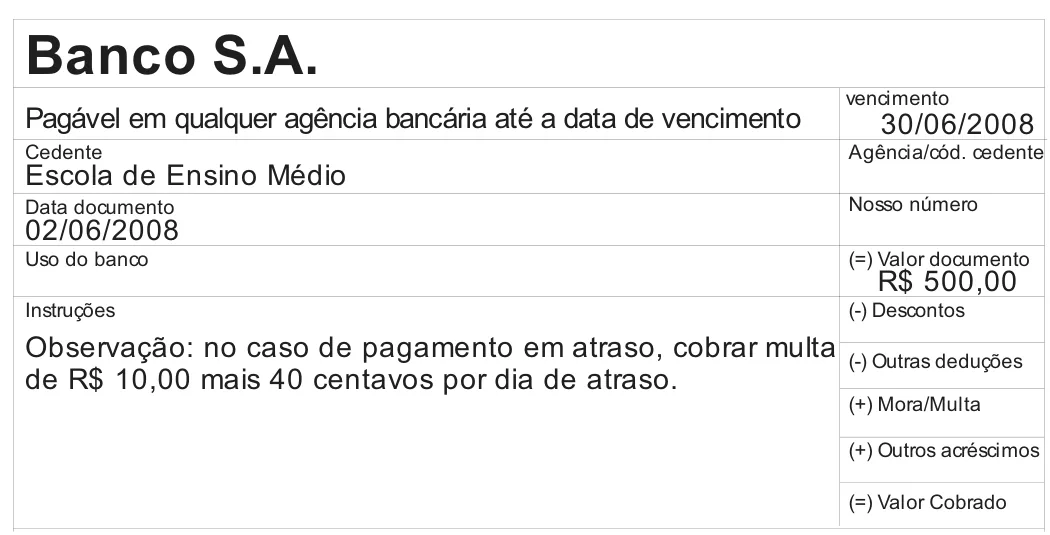 Banco S.A.
Pagável em qualquer agência bancária até a data de vencimento
vencimento
30/06/2008
Cedente
Escola de Ensino Médio
Agência/cód. cedente
Data documento
02/06/2008
Nosso número
Uso do banco
(=) Valor documento
R$ 500,00
Instruções
Observação: no caso de pagamento em atraso, cobrar multa
de R$ 10,00 mais 40 centavos por dia de atraso.
(-) Descontos
(-) Outras deduções
(+) Mora/Multa
(+) Outros acréscimos
(=) Valor Cobrado